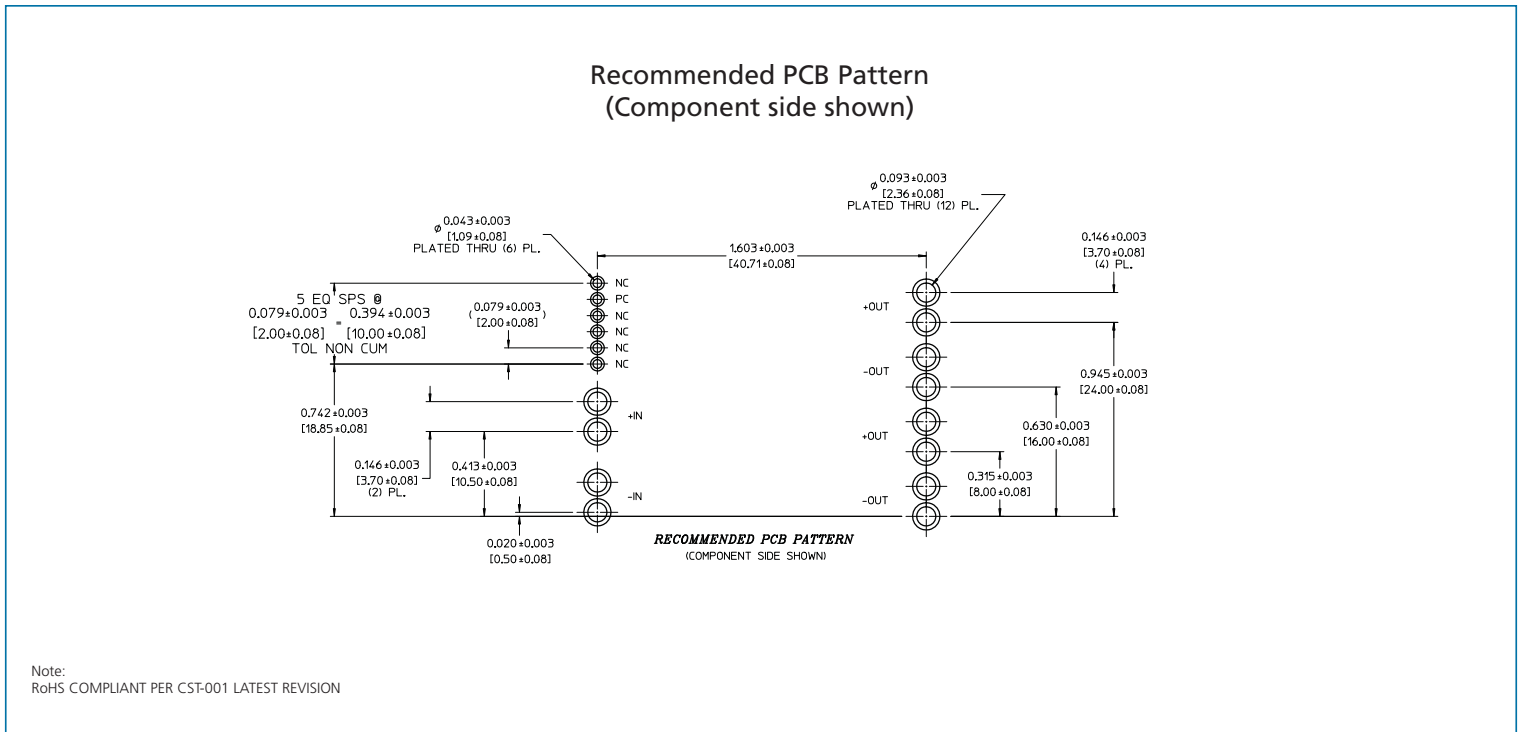 Recommended PCB Pattern
(Component side shown)
ø 0.093±0.003
[2.36±0.08]
PLATED THRU (12) PL.
ø 0.043±0.003
[1.09±0.08]
PLATED THRU (6) PL.
1.603±0.003
[40.71±0.08]
0.146±0.003
[3.70±0.08]
(4) PL.
5 EQ SPS @
0.079±0.003 = 0.394±0.003
[2.00±0.08] [10.00±0.08]
TOL NON CUM
(0.079±0.003)
[2.00±0.08]
NC
PC
NC
NC
NC
NC
+OUT
-OUT
+OUT
-OUT
0.945±0.003
[24.00±0.08]
0.630±0.003
[16.00±0.08]
0.315±0.003
[8.00±0.08]
+IN
-IN
0.742±0.003
[18.85±0.08]
0.146±0.003
[3.70±0.08]
(2) PL.
0.413±0.003
[10.50±0.08]
0.020±0.003
[0.50±0.08]
RECOMMENDED PCB PATTERN
(COMPONENT SIDE SHOWN)
Note:
RoHS COMPLIANT PER CST-001 LATEST REVISION